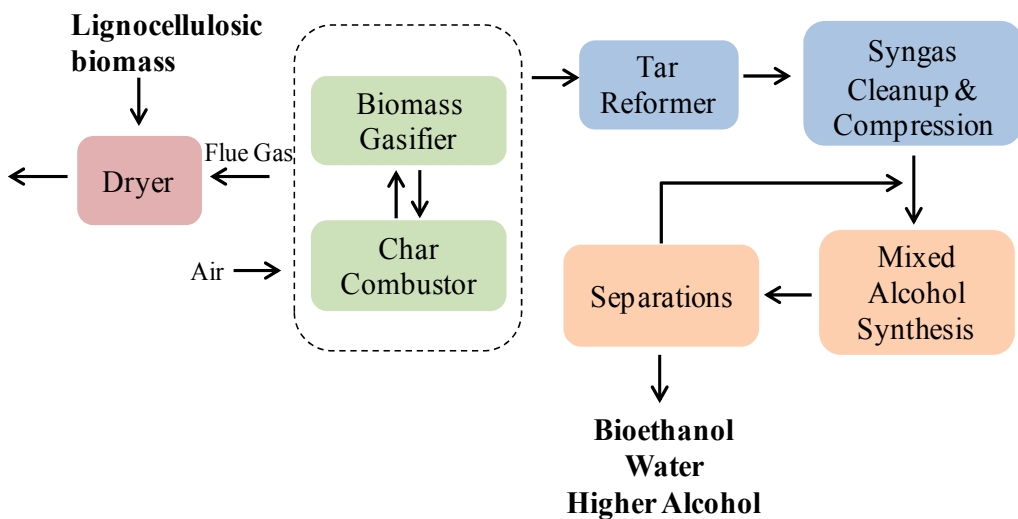 Lignocellulosic
biomass
Dryer
Flue Gas
Air
Biomass
Gasifier
Char
Combustor
Tar
Reformer
Syngas
Cleanup &
Compression
Mixed
Alcohol
Synthesis
Separations
Bioethanol
Water
Higher Alcohol